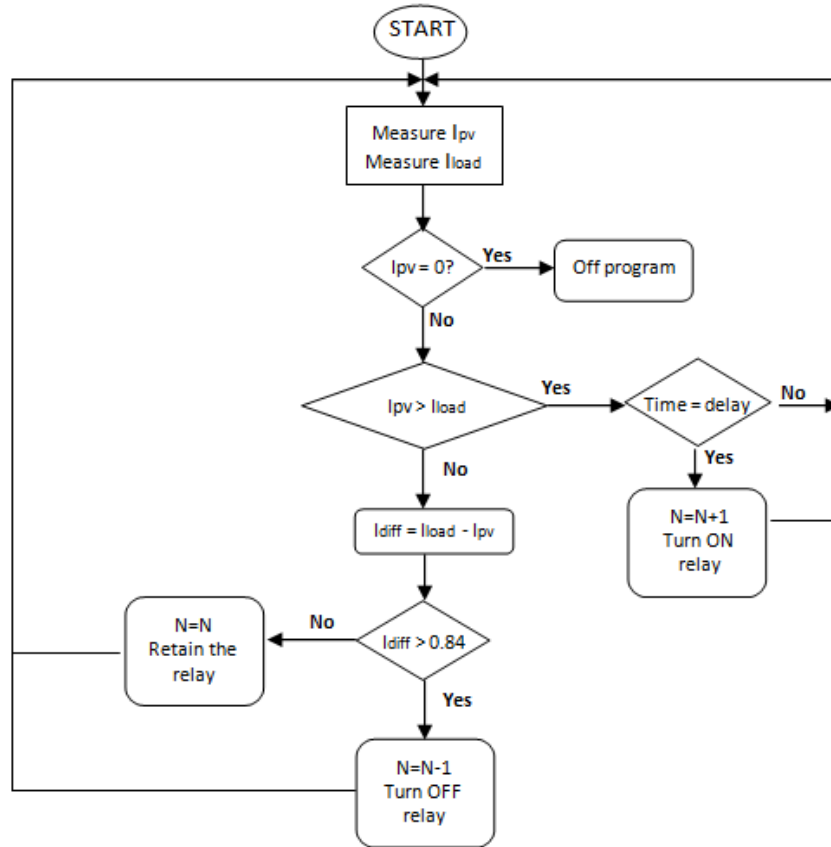 START
Measure Ipv
Measure Iload
Ipv = 0?
Yes
Off program
No
Ipv > Iload
Yes
Time = delay
No
Yes
N=N+1
Turn ON
relay
No
Idiff = Iload - Ipv
Idiff > 0.84
No
N=N
Retain the
relay
Yes
N=N-1
Turn OFF
relay